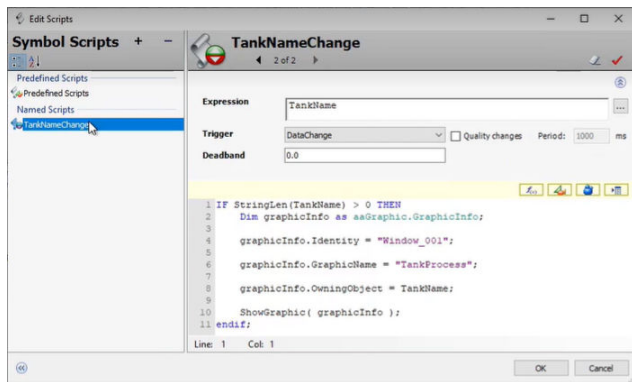 Edit Scripts
Symbol Scripts + -
Predefined Scripts
Predefined Scripts
Named Scripts
TankNameChange
TankNameChange
2 of 2
Expression TankName ...
Trigger DataChange Quality changes Period: 1000 ms
Deadband 0.0
1 IF StringLen(TankName) > 0 THEN
2 Dim graphicInfo as aaGraphic.GraphicInfo;
3
4 graphicInfo.Identity = "Window_001";
5
6 graphicInfo.GraphicName = "TankProcess";
7
8 graphicInfo.OwningObject = TankName;
9
10 ShowGraphic( graphicInfo );
11 endif;
Line: 1 Col: 1
OK Cancel